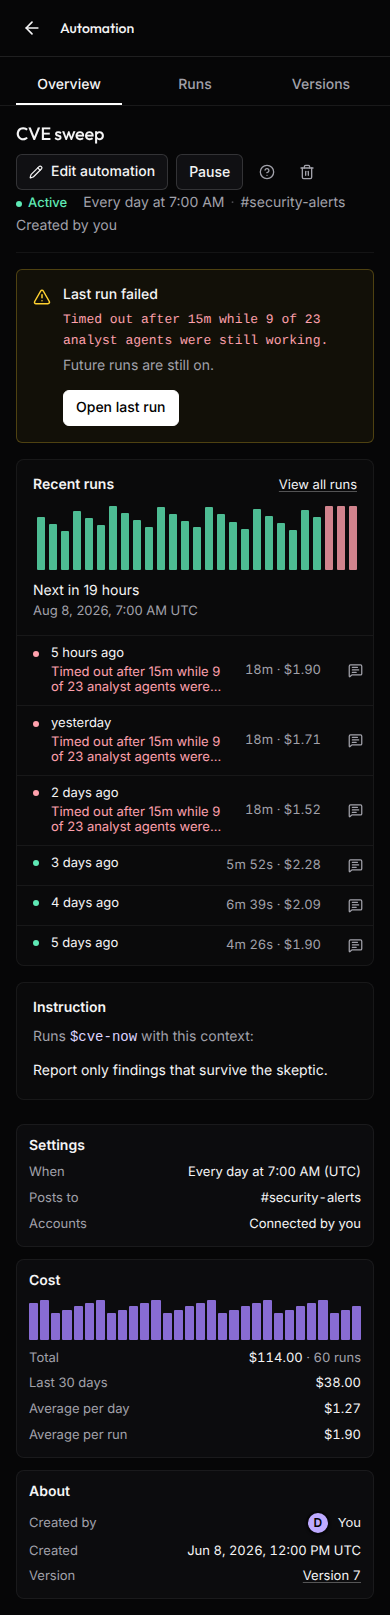 Automation
Overview
Runs
Versions
CVE sweep
Edit automation
Pause
Active Every day at 7:00 AM · #security-alerts
Created by you
Last run failed
Timed out after 15m while 9 of 23
analyst agents were still working.
Future runs are still on.
Open last run
Recent runs
View all runs
Next in 19 hours
Aug 8, 2026, 7:00 AM UTC
5 hours ago
Timed out after 15m while 9
of 23 analyst agents were...
18m · $1.90
yesterday
Timed out after 15m while 9
of 23 analyst agents were...
18m · $1.71
2 days ago
Timed out after 15m while 9
of 23 analyst agents were...
18m · $1.52
3 days ago
5m 52s · $2.28
4 days ago
6m 39s · $2.09
5 days ago
4m 26s · $1.90
Instruction
Runs $cve-now with this context:
Report only findings that survive the skeptic.
Settings
When Every day at 7:00 AM (UTC)
Posts to #security-alerts
Accounts Connected by you
Cost
Total $114.00 · 60 runs
Last 30 days $38.00
Average per day $1.27
Average per run $1.90
About
Created by D You
Created Jun 8, 2026, 12:00 PM UTC
Version Version 7